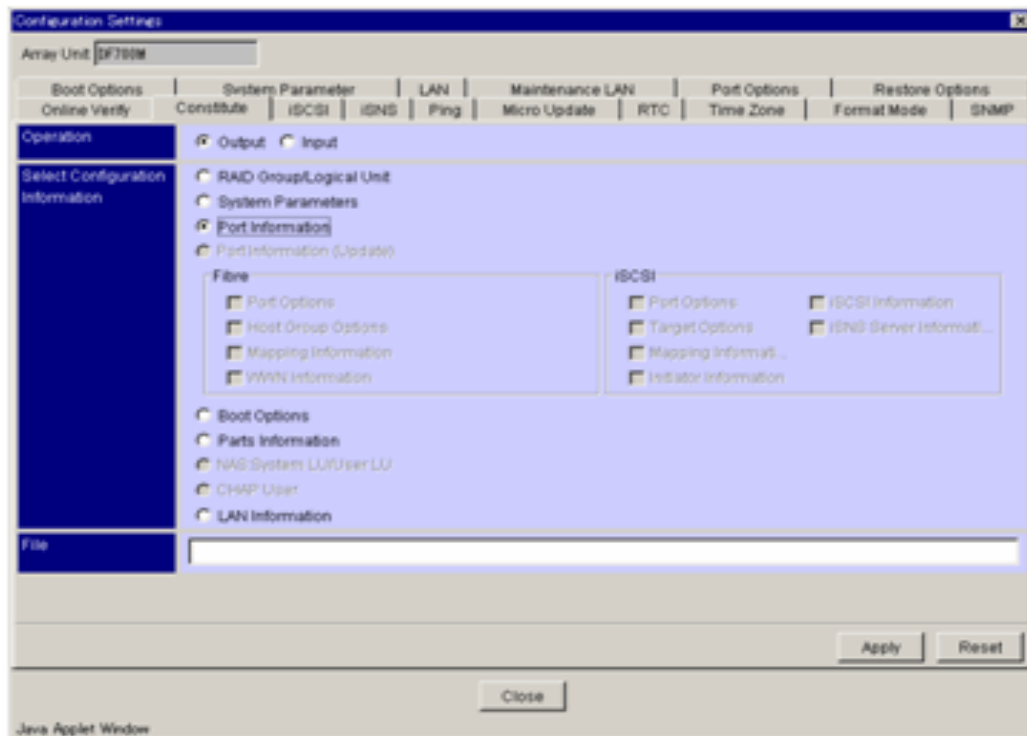 Configuration Settings
Array Unit DF700M
Boot Options System Parameter LAN Maintenance LAN Port Options Restore Options
Online Verify Constitute iSCSI iSNS Ping Micro Update RTC Time Zone Format Mode SNMP
Operation Output Input
Select Configuration Information
RAID Group/Logical Unit
System Parameters
Port Information
Port Information (Update)
Fibre iSCSI
Port Options Port Options iSCSI Information
Host Group Options Target Options iSNS Server Informati...
Mapping Information Mapping Informati...
WWN Information Initiator Information
Boot Options
Parts Information
NAS System LU/User LU
CHAP User
LAN Information
File
Apply Reset
Close
Java Applet Window